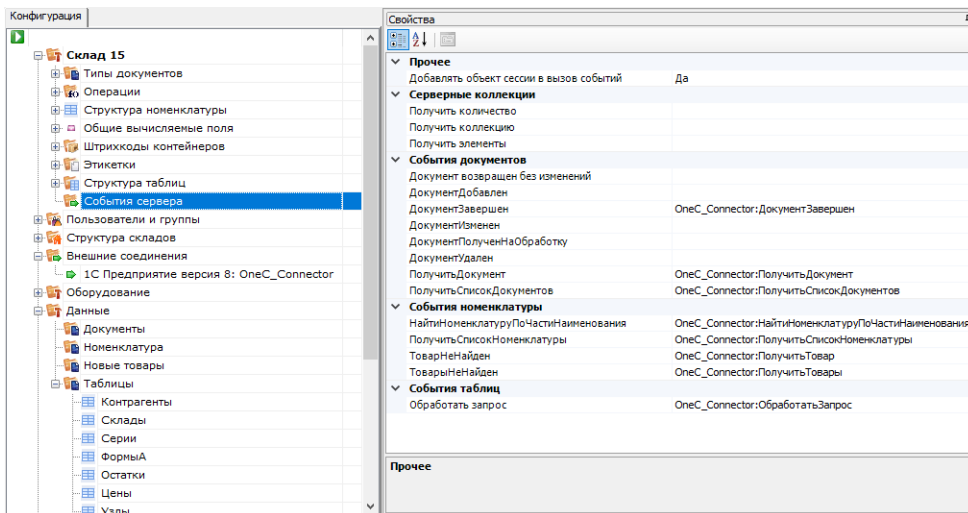 Конфигурация
Склад 15
Типы документов
Операции
Структура номенклатуры
Общие вычисляемые поля
Штрихкоды контейнеров
Этикетки
Структура таблиц
События сервера
Пользователи и группы
Структура складов
Внешние соединения
1С Предприятие версия 8: OneC_Connector
Оборудование
Данные
Документы
Номенклатура
Новые товары
Таблицы
Контрагенты
Склады
Серии
ФормыА
Остатки
Цены
Узлы
Свойства
Прочее
Добавлять объект сессии в вызов событий Да
Серверные коллекции
Получить количество
Получить коллекцию
Получить элементы
События документов
Документ возвращен без изменений
ДокументДобавлен
ДокументЗавершен OneC_Connector:ДокументЗавершен
ДокументИзменен
ДокументПолученНаОбработку
ДокументУдален
ПолучитьДокумент OneC_Connector:ПолучитьДокумент
ПолучитьСписокДокументов OneC_Connector:ПолучитьСписокДокументов
События номенклатуры
НайтиНоменклатуруПоЧастиНаименования OneC_Connector:НайтиНоменклатуруПоЧастиНаименования
ПолучитьСписокНоменклатуры OneC_Connector:ПолучитьСписокНоменклатуры
ТоварНеНайден OneC_Connector:ПолучитьТовар
ТоварыНеНайден OneC_Connector:ПолучитьТовары
События таблиц
Обработать запрос OneC_Connector:ОбработатьЗапрос
Прочее